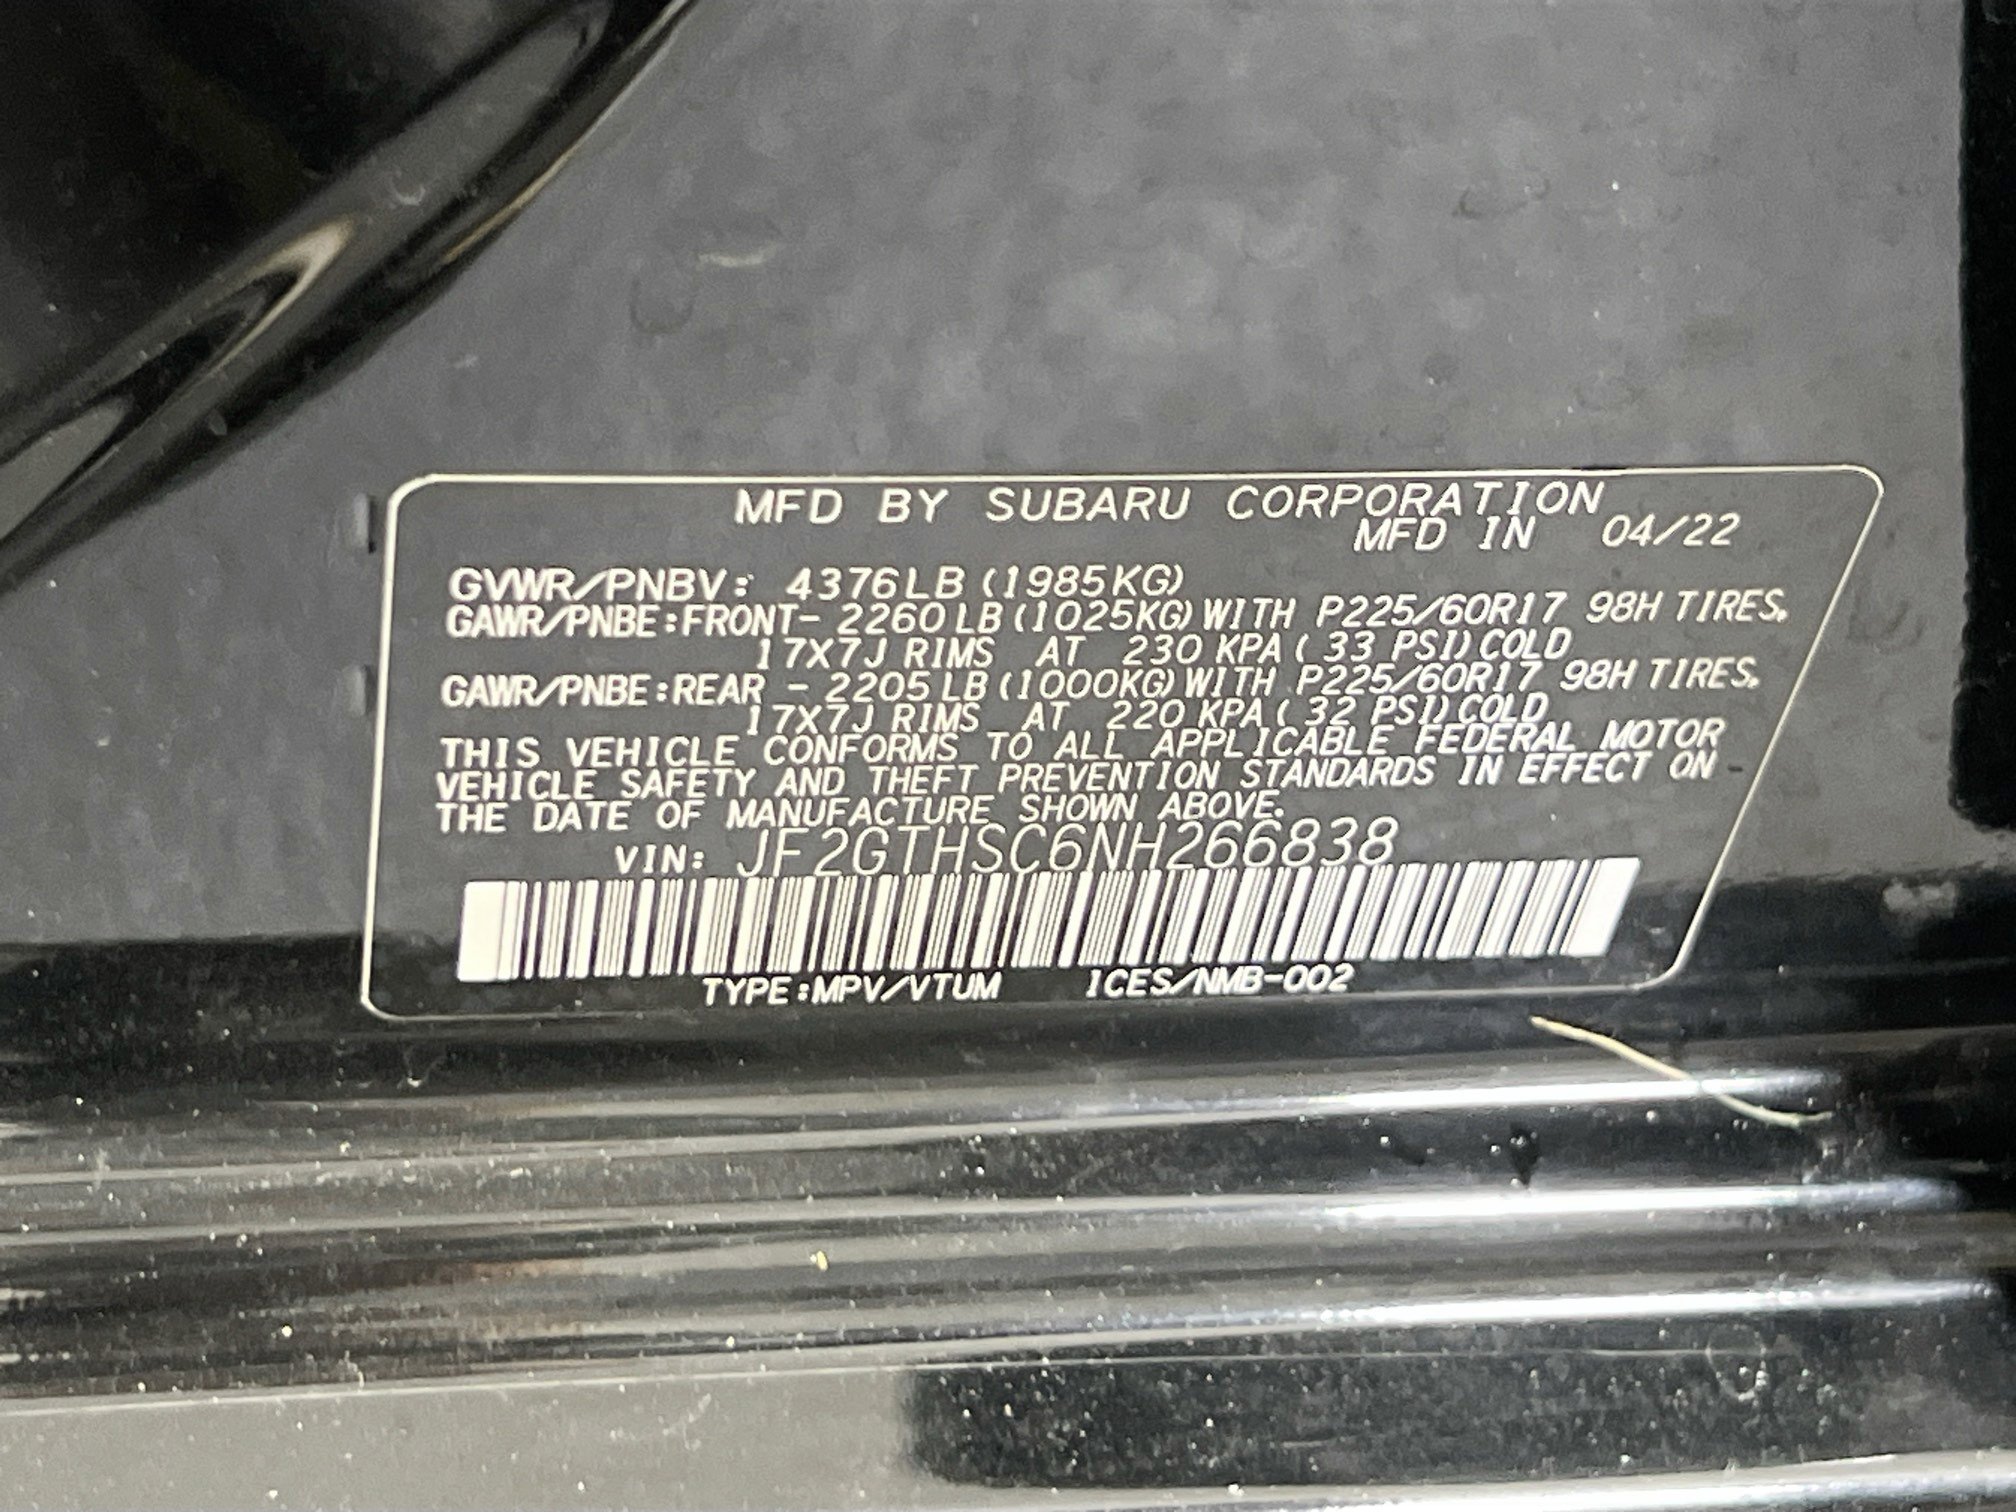 MFD BY SUBARU CORPORATION
MFD IN 04/22
GVWR/PNBV: 4376LB (1985KG)
GAWR/PNBE:FRONT- 2260 LB (1025KG) WITH P225/60R17 98H TIRES.
17X7J RIMS AT 230 KPA ( 33 PSI) COLD
GAWR/PNBE:REAR - 2205 LB (1000KG) WITH P225/60R17 98H TIRES.
17X7J RIMS AT 220 KPA ( 32 PSI) COLD
THIS VEHICLE CONFORMS TO ALL APPLICABLE FEDERAL MOTOR
VEHICLE SAFETY AND THEFT PREVENTION STANDARDS IN EFFECT ON
THE DATE OF MANUFACTURE SHOWN ABOVE.
VIN: JF2GTHSC6NH266838
TYPE:MPV/VTUM ICES/NMB-002